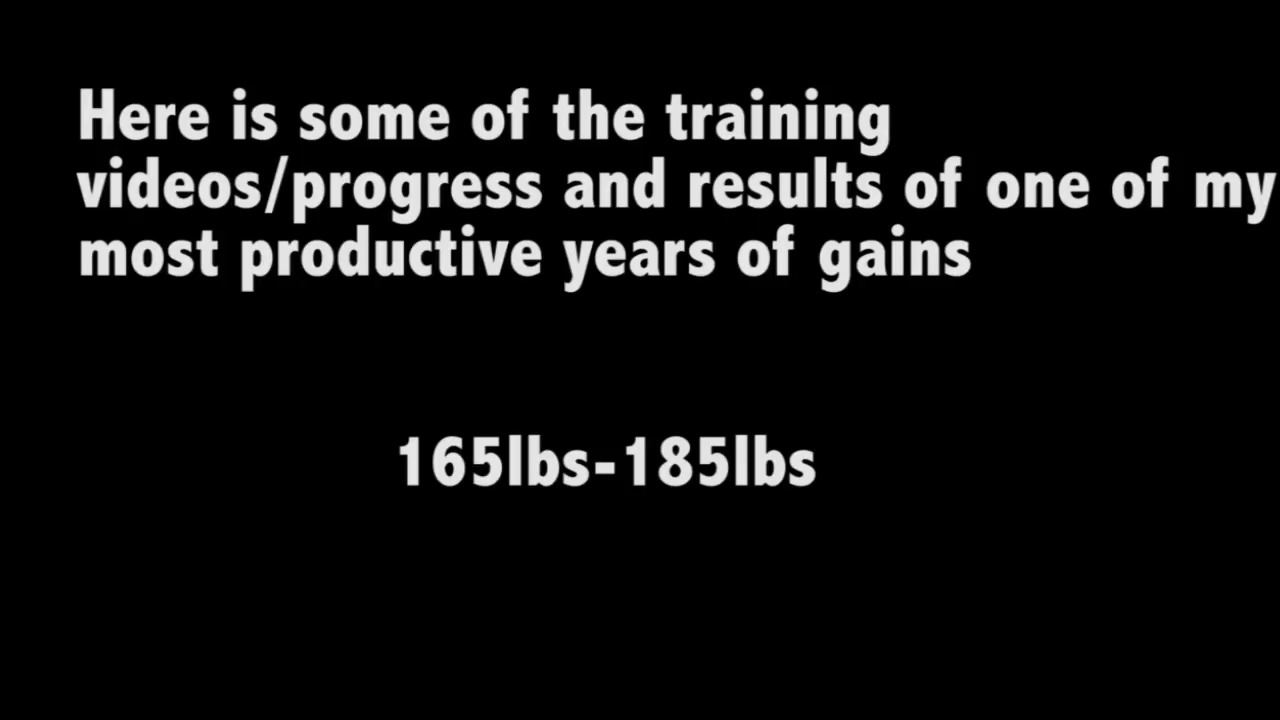 Here is some of the training
videos/progress and results of one of my
most productive years of gains
165lbs-185lbs